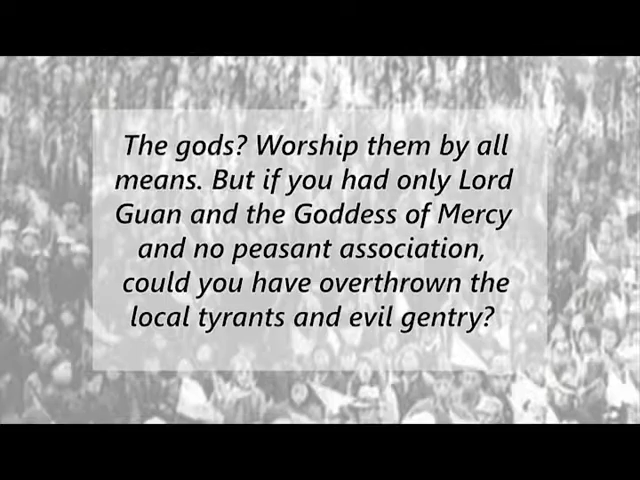 The gods? Worship them by all
means. But if you had only Lord
Guan and the Goddess of Mercy
and no peasant association,
could you have overthrown the
local tyrants and evil gentry?